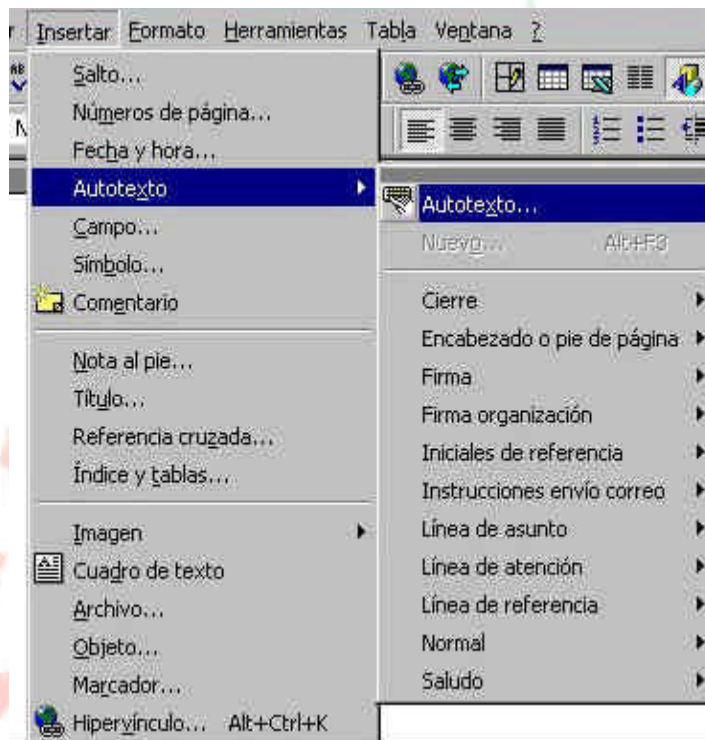 Insertar Formato Herramientas Tabla Ventana ?
Salto...
Números de página...
Fecha y hora...
Autotexto
Campo...
Símbolo...
Comentario
Nota al pie...
Título...
Referencia cruzada...
Índice y tablas...
Imagen
Cuadro de texto
Archivo...
Objeto...
Marcador...
Hipervínculo... Alt+Ctrl+K
Autotexto...
Nuevo... Alt+F3
Cierre
Encabezado o pie de página
Firma
Firma organización
Iniciales de referencia
Instrucciones envío correo
Línea de asunto
Línea de atención
Línea de referencia
Normal
Saludo